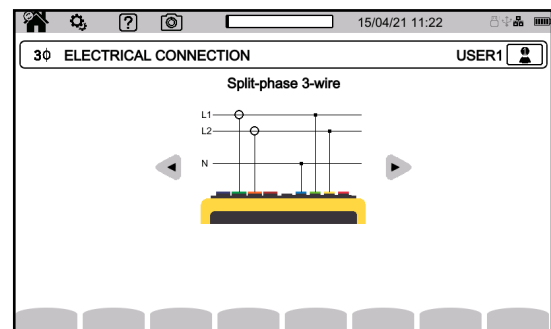 ?
15/04/21 11:22
3Φ ELECTRICAL CONNECTION
USER1
Split-phase 3-wire
L1
L2
N